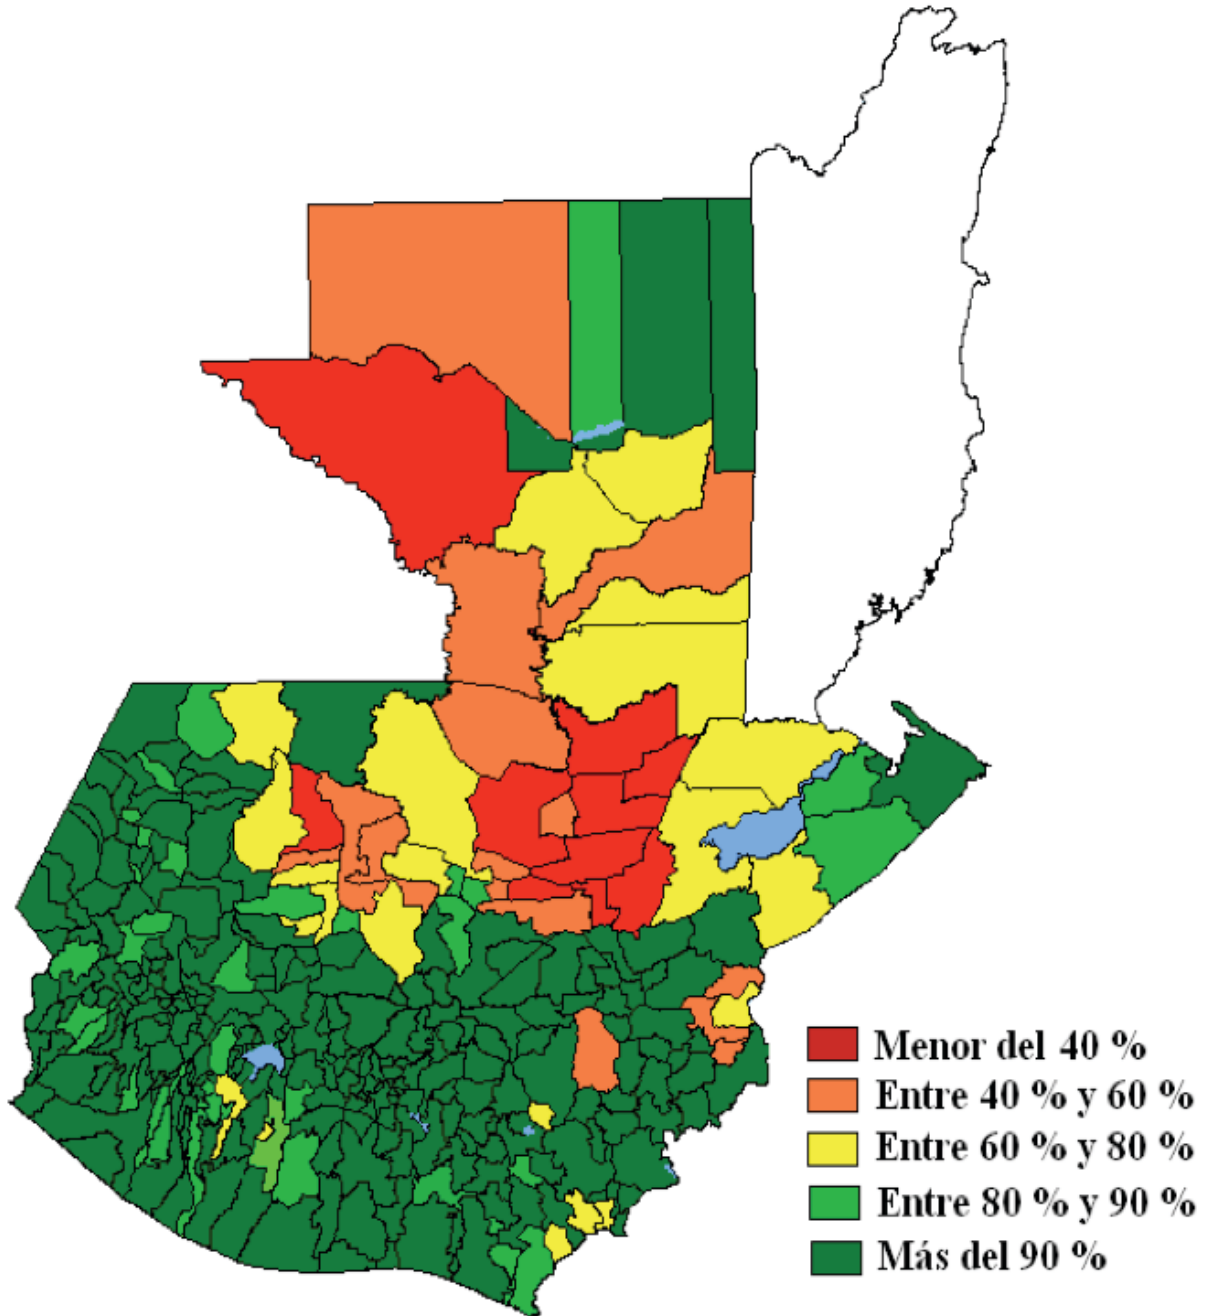 Menor del 40 %
Entre 40 % y 60 %
Entre 60 % y 80 %
Entre 80 % y 90 %
Más del 90 %